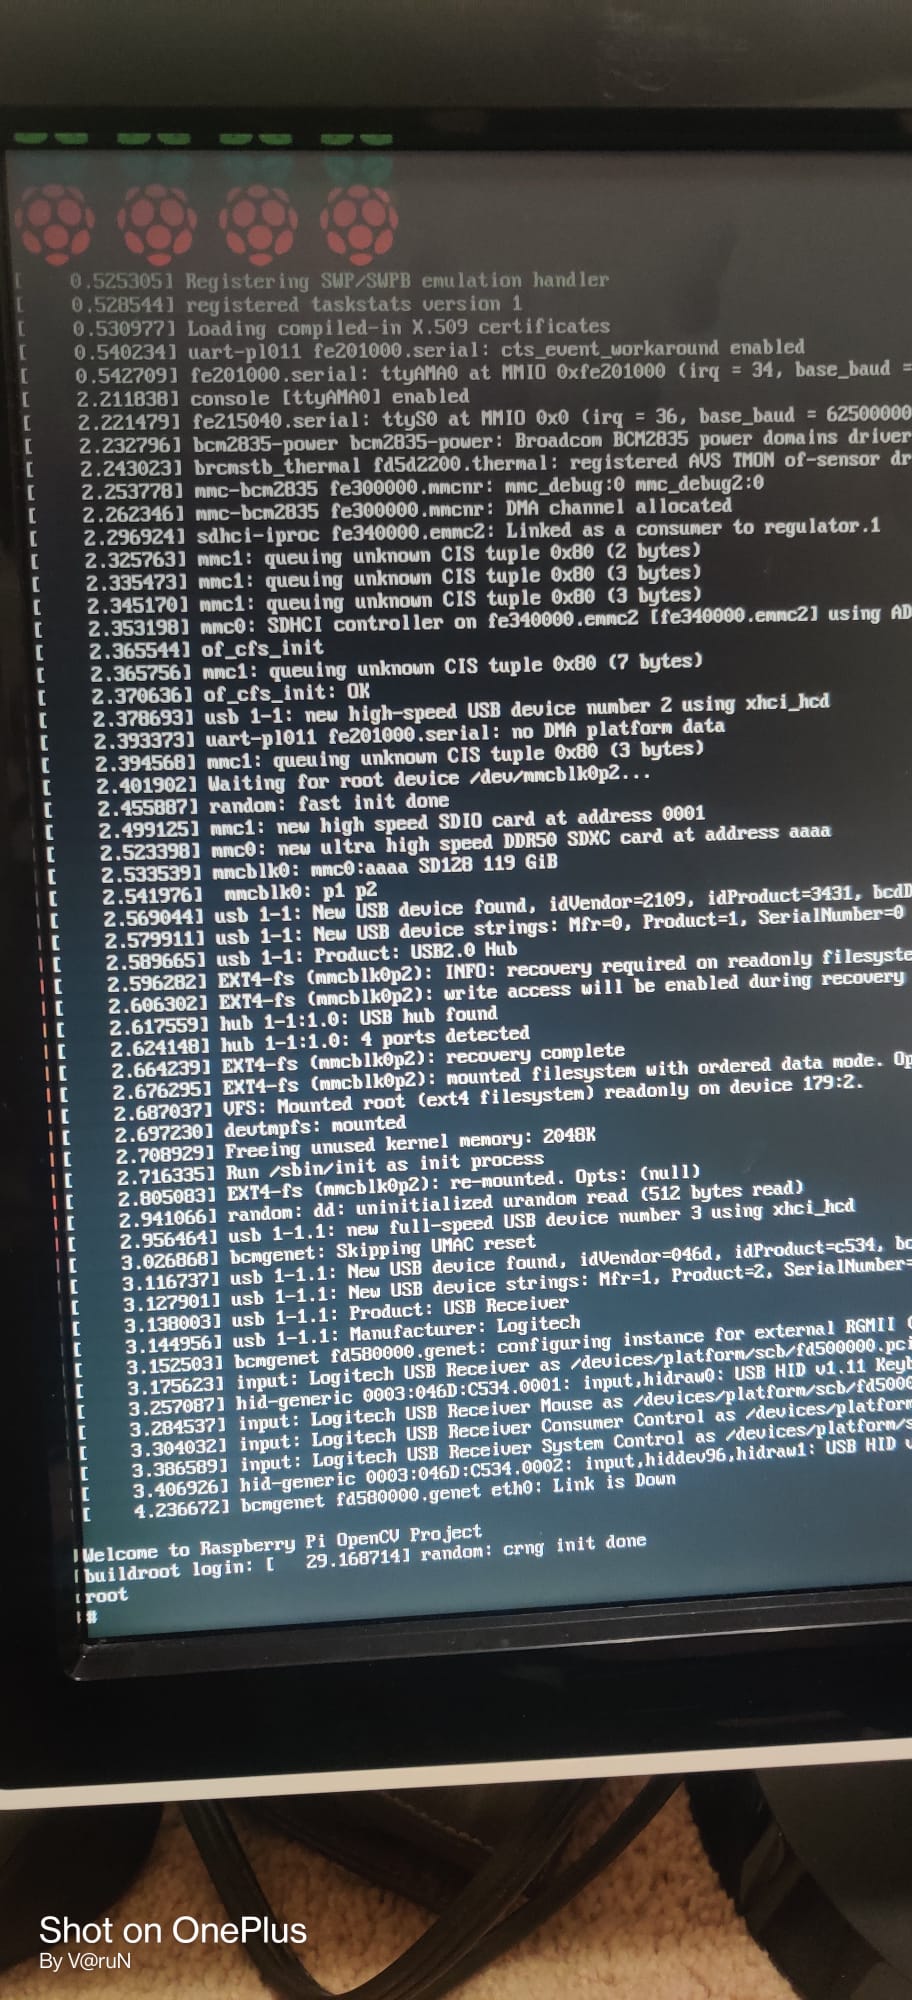 [    0.525305] Registering SWP/SWPB emulation handler
[    0.528544] registered taskstats version 1
[    0.530977] Loading compiled-in X.509 certificates
[    0.540234] uart-pl011 fe201000.serial: cts_event_workaround enabled
[    0.542709] fe201000.serial: ttyAMA0 at MMIO 0xfe201000 (irq = 34, base_baud =
[    2.211838] console [ttyAMA0] enabled
[    2.221479] fe215040.serial: ttyS0 at MMIO 0x0 (irq = 36, base_baud = 62500000
[    2.232796] bcm2835-power bcm2835-power: Broadcom BCM2835 power domains driver
[    2.243023] brcmstb_thermal fd5d2200.thermal: registered AVS TMON of-sensor dr
[    2.253778] mmc-bcm2835 fe300000.mmcnr: mmc_debug:0 mmc_debug2:0
[    2.262346] mmc-bcm2835 fe300000.mmcnr: DMA channel allocated
[    2.296924] sdhci-iproc fe340000.emmc2: Linked as a consumer to regulator.1
[    2.325763] mmc1: queuing unknown CIS tuple 0x80 (2 bytes)
[    2.335473] mmc1: queuing unknown CIS tuple 0x80 (3 bytes)
[    2.345170] mmc1: queuing unknown CIS tuple 0x80 (3 bytes)
[    2.353198] mmc0: SDHCI controller on fe340000.emmc2 [fe340000.emmc2] using AD
[    2.365544] of_cfs_init
[    2.365756] mmc1: queuing unknown CIS tuple 0x80 (7 bytes)
[    2.370636] of_cfs_init: OK
[    2.378693] usb 1-1: new high-speed USB device number 2 using xhci_hcd
[    2.393373] uart-pl011 fe201000.serial: no DMA platform data
[    2.394568] mmc1: queuing unknown CIS tuple 0x80 (3 bytes)
[    2.401902] Waiting for root device /dev/mmcblk0p2...
[    2.455887] random: fast init done
[    2.499125] mmc1: new high speed SDIO card at address 0001
[    2.523398] mmc0: new ultra high speed DDR50 SDXC card at address aaaa
[    2.533539] mmcblk0: mmc0:aaaa SD128 119 GiB
[    2.541976]  mmcblk0: p1 p2
[    2.569044] usb 1-1: New USB device found, idVendor=2109, idProduct=3431, bcdD
[    2.579911] usb 1-1: New USB device strings: Mfr=0, Product=1, SerialNumber=0
[    2.589665] usb 1-1: Product: USB2.0 Hub
[    2.596282] EXT4-fs (mmcblk0p2): INFO: recovery required on readonly filesyste
[    2.606302] EXT4-fs (mmcblk0p2): write access will be enabled during recovery
[    2.617559] hub 1-1:1.0: USB hub found
[    2.624148] hub 1-1:1.0: 4 ports detected
[    2.664239] EXT4-fs (mmcblk0p2): recovery complete
[    2.676295] EXT4-fs (mmcblk0p2): mounted filesystem with ordered data mode. Op
[    2.687037] VFS: Mounted root (ext4 filesystem) readonly on device 179:2.
[    2.697230] devtmpfs: mounted
[    2.708929] Freeing unused kernel memory: 2048K
[    2.716335] Run /sbin/init as init process
[    2.805083] EXT4-fs (mmcblk0p2): re-mounted. Opts: (null)
[    2.941066] random: dd: uninitialized urandom read (512 bytes read)
[    2.956464] usb 1-1.1: new full-speed USB device number 3 using xhci_hcd
[    3.026868] bcmgenet: Skipping UMAC reset
[    3.116737] usb 1-1.1: New USB device found, idVendor=046d, idProduct=c534, bc
[    3.127901] usb 1-1.1: New USB device strings: Mfr=1, Product=2, SerialNumber=
[    3.138003] usb 1-1.1: Product: USB Receiver
[    3.144956] usb 1-1.1: Manufacturer: Logitech
[    3.152503] bcmgenet fd580000.genet: configuring instance for external RGMII (
[    3.175623] input: Logitech USB Receiver as /devices/platform/scb/fd500000.pci
[    3.257087] hid-generic 0003:046D:C534.0001: input,hidraw0: USB HID v1.11 Keyb
[    3.284537] input: Logitech USB Receiver Mouse as /devices/platform/scb/fd5000
[    3.304032] input: Logitech USB Receiver Consumer Control as /devices/platform
[    3.386589] input: Logitech USB Receiver System Control as /devices/platform/s
[    3.406926] hid-generic 0003:046D:C534.0002: input,hiddev96,hidraw1: USB HID v
[    4.236672] bcmgenet fd580000.genet eth0: Link is Down
Welcome to Raspberry Pi OpenCV Project
buildroot login: [   29.168714] random: crng init done
root
#
Shot on OnePlus
By V@ruN